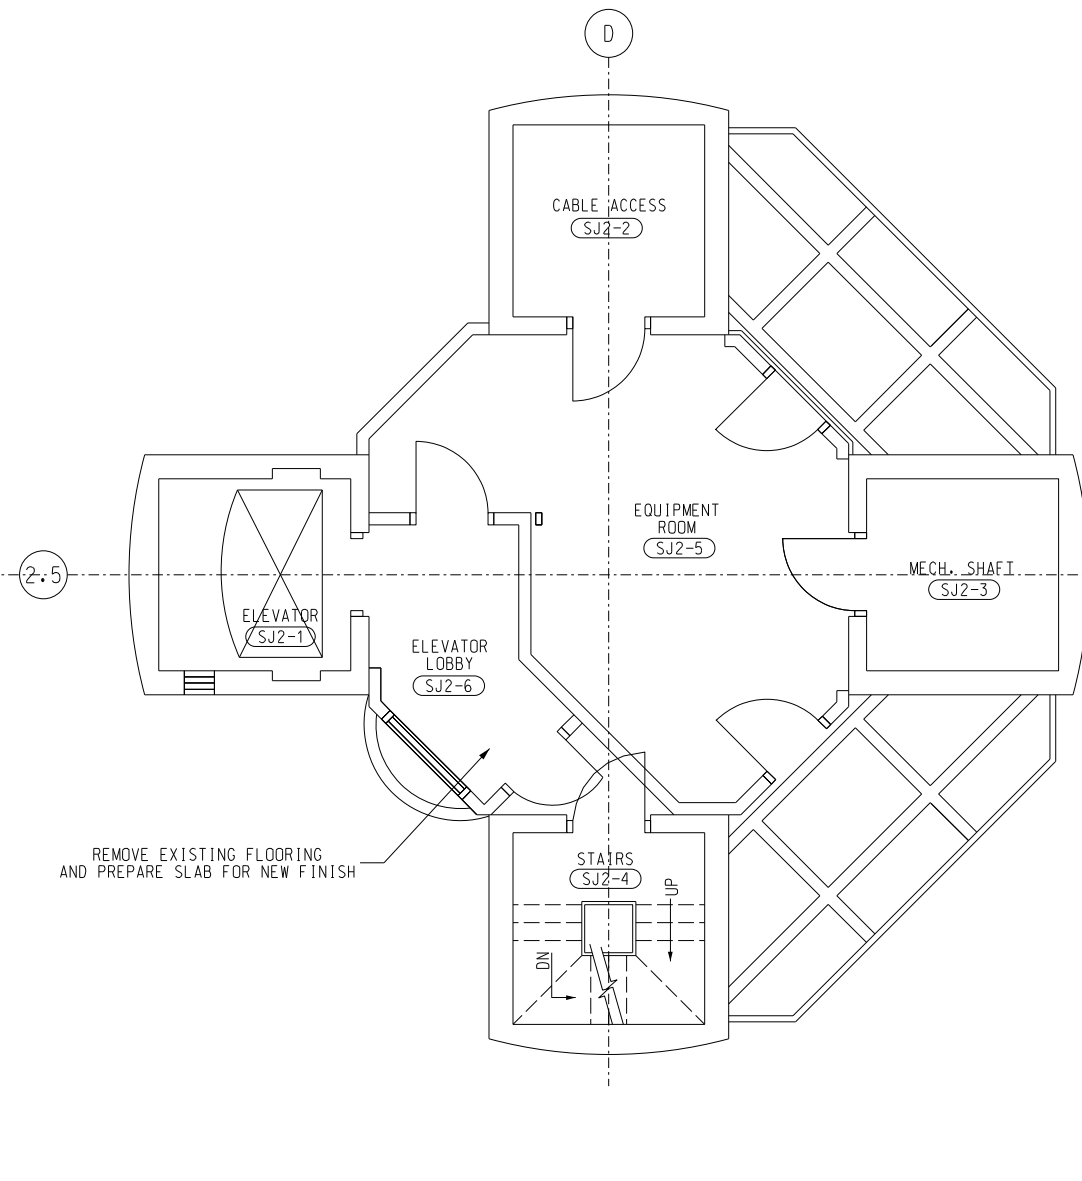 D
CABLE ACCESS
SJ2-2
EQUIPMENT
ROOM
SJ2-5
2.5
MECH. SHAFT
SJ2-3
ELEVATOR
SJ2-1
ELEVATOR
LOBBY
SJ2-6
REMOVE EXISTING FLOORING
AND PREPARE SLAB FOR NEW FINISH
STAIRS
SJ2-4
UP
DN